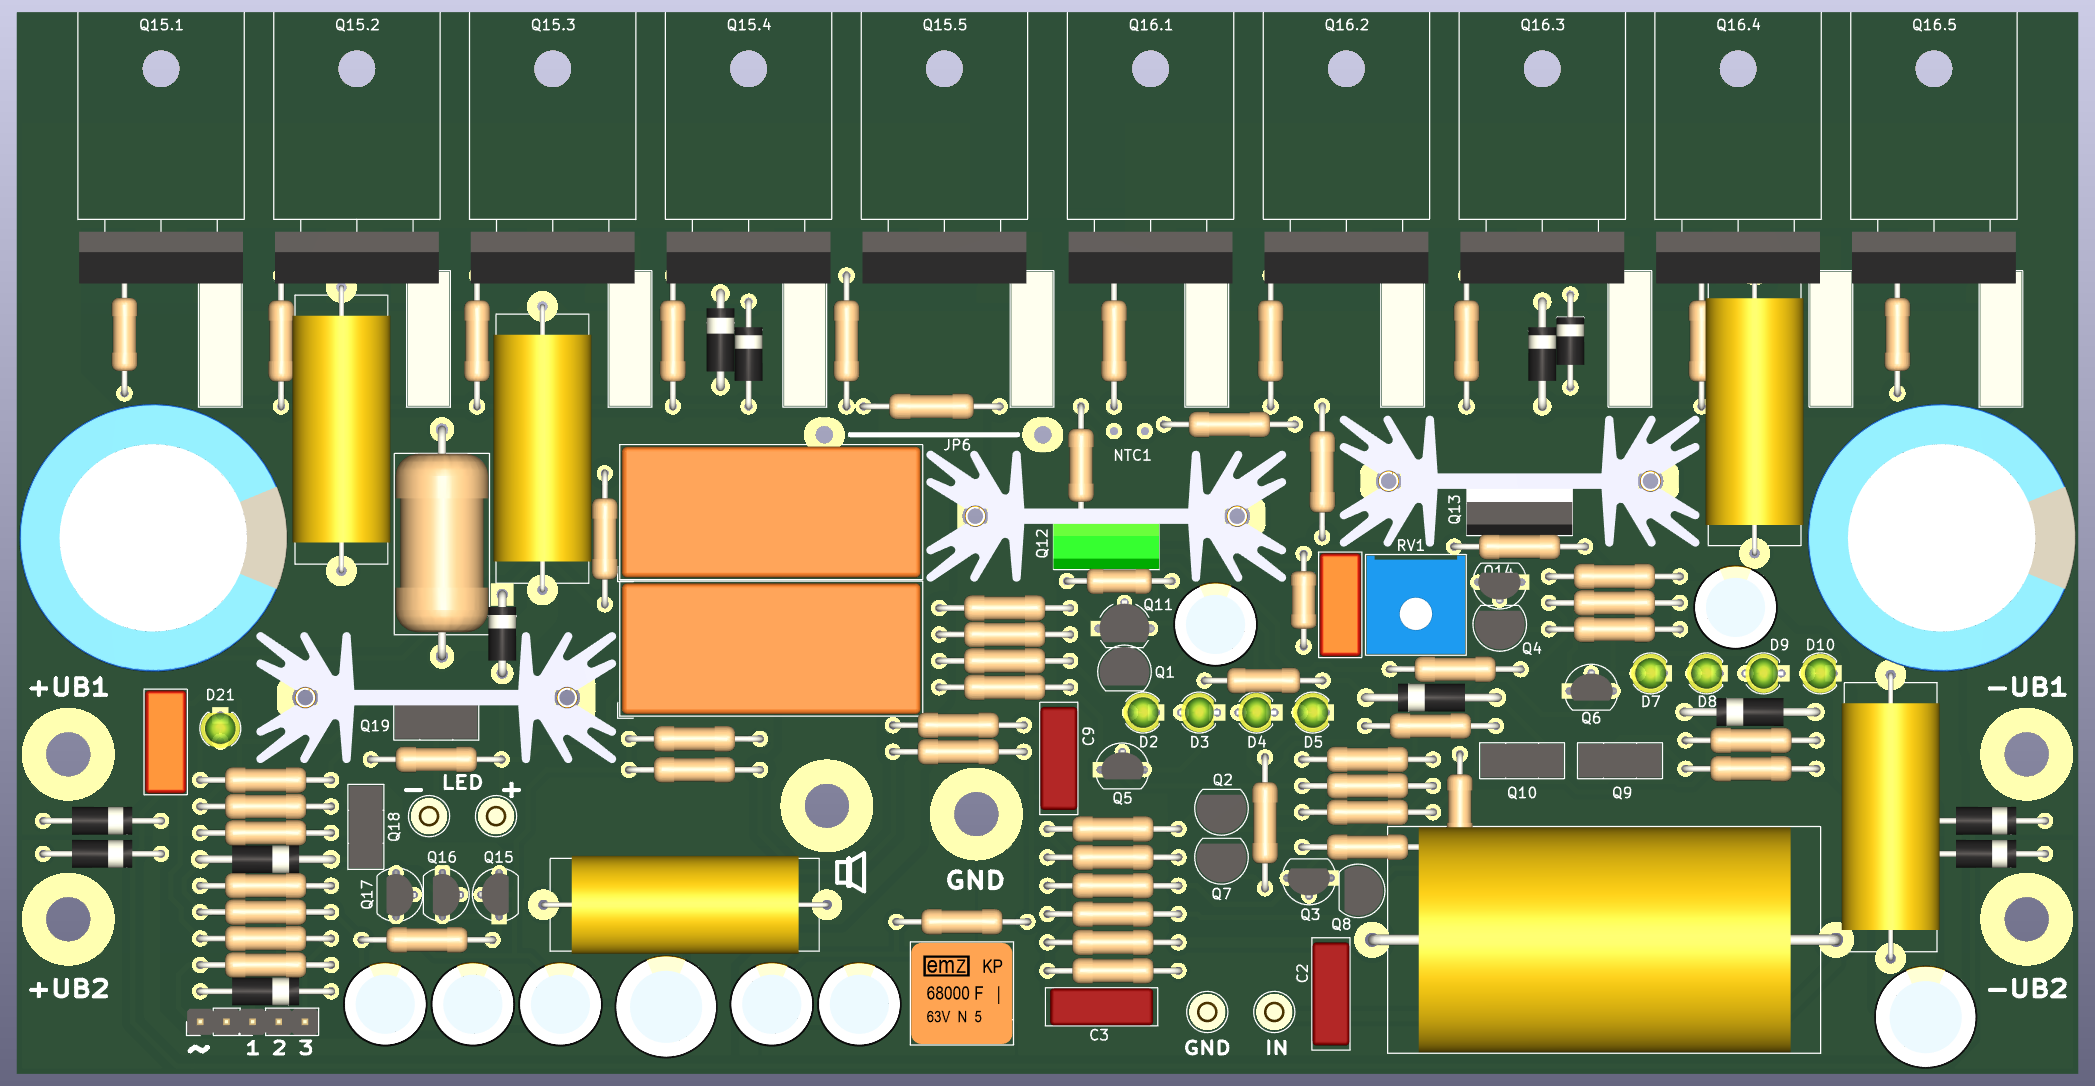 Q15.1 Q15.2 Q15.3 Q15.4 Q15.5 Q16.1 Q16.2 Q16.3 Q16.4 Q16.5
JP6
NTC1
Q13
Q12
RV1
Q14
Q11
Q4
Q1
D9 D10
+UB1
D21
-UB1
D7 D8
Q6
Q19
C9
D2 D3 D4 D5
- LED +
Q5
Q2
Q10 Q9
Q18
Q16 Q15
Q17
GND
Q7
Q3
Q8
emz KP
68000 F |
63V N 5
C2
+UB2
-UB2
~ 1 2 3
C3
GND IN